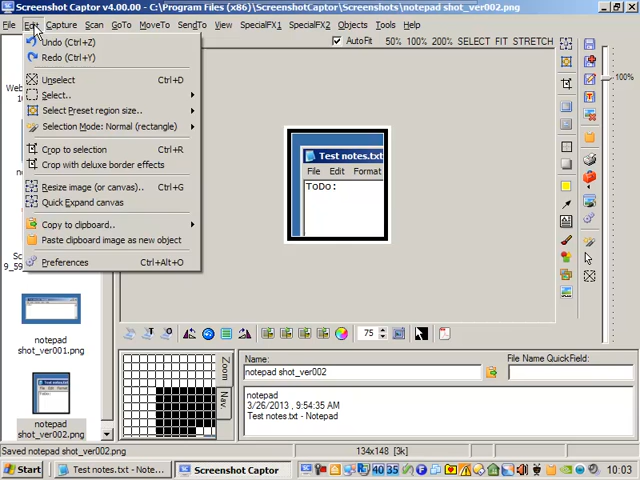 Screenshot Captor v4.00.00 - C:\Program Files (x86)\ScreenshotCaptor\Screenshots\notepad shot_ver002.png
File Edit Capture Scan GoTo MoveTo SendTo View SpecialFX1 SpecialFX2 Objects Tools Help
AutoFit 50% 100% 200% SELECT FIT STRETCH
Undo (Ctrl+Z)
Redo (Ctrl+Y)
Unselect Ctrl+D
Select..
Select Preset region size..
Selection Mode: Normal (rectangle)
Crop to selection Ctrl+R
Crop with deluxe border effects
Resize image (or canvas).. Ctrl+G
Quick Expand canvas
Copy to clipboard..
Paste clipboard image as new object
Preferences Ctrl+Alt+O
100%
Test notes.txt
File Edit Format
ToDo:
notepad
shot_ver001.png
notepad
shot_ver002.png
75
Zoom
Nav.
Name:
notepad shot_ver002
File Name QuickField:
notepad
3/26/2013 , 9:54:35 AM
Test notes.txt - Notepad
Saved notepad shot_ver002.png
134x148 [3k]
Start
Test notes.txt - Note...
Screenshot Captor
40 35
10:03